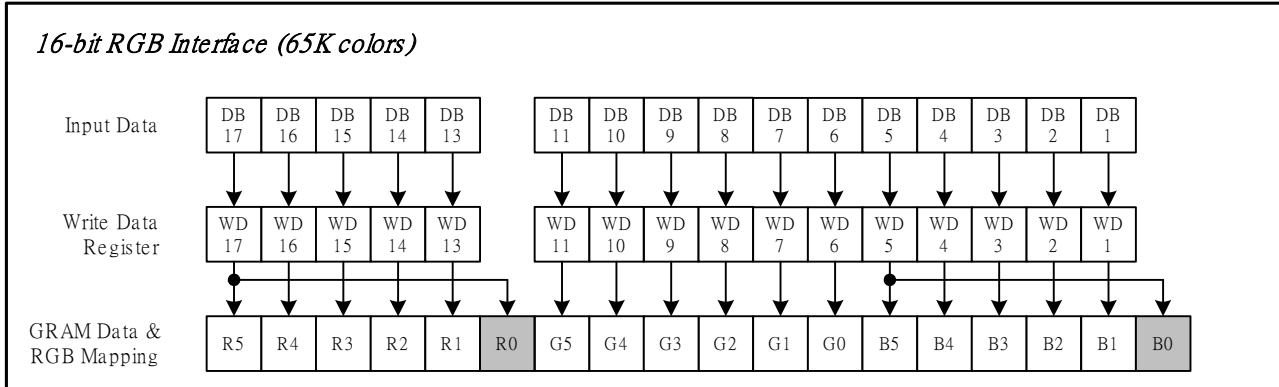 16-bit RGB Interface (65K colors)
Input Data
DB DB DB DB DB DB DB DB DB DB DB DB DB DB DB DB
17 16 15 14 13 11 10 9 8 7 6 5 4 3 2 1
Write Data
Register
WD WD WD WD WD WD WD WD WD WD WD WD WD WD WD WD
17 16 15 14 13 11 10 9 8 7 6 5 4 3 2 1
GRAM Data &
RGB Mapping
R5 R4 R3 R2 R1 R0 G5 G4 G3 G2 G1 G0 B5 B4 B3 B2 B1 B0